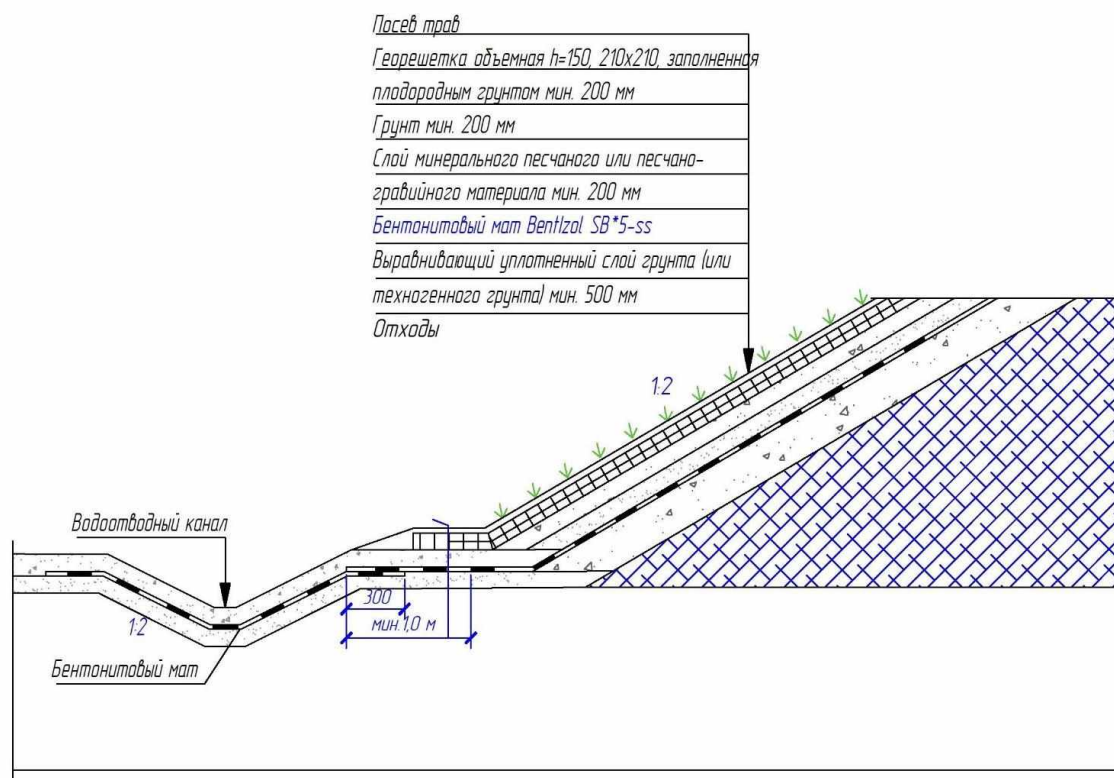 Посев трав
Георешетка объемная h=150, 210х210, заполненная
плодородным грунтом мин. 200 мм
Грунт мин. 200 мм
Слой минерального песчаного или песчано-
гравийного материала мин. 200 мм
Бентонитовый мат BentIzol SB*5-ss
Выравнивающий уплотненный слой грунта (или
техногенного грунта) мин. 500 мм
Отходы
1:2
Водоотводный канал
300
1:2
мин.1,0 м
Бентонитовый мат